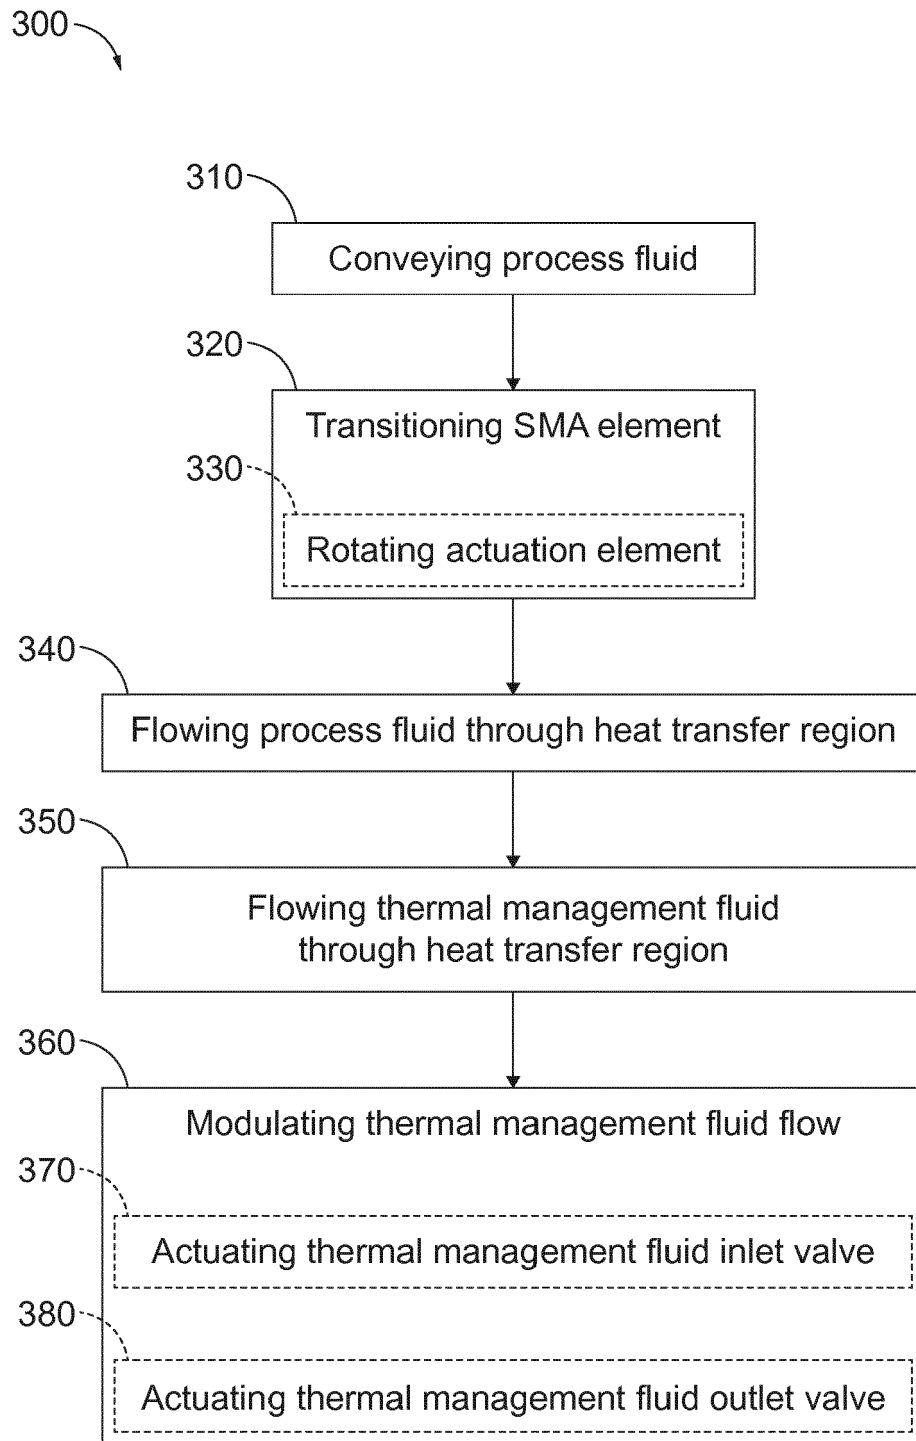 300
310
Conveying process fluid
320
Transitioning SMA element
330
Rotating actuation element
340
Flowing process fluid through heat transfer region
350
Flowing thermal management fluid
through heat transfer region
360
Modulating thermal management fluid flow
370
Actuating thermal management fluid inlet valve
380
Actuating thermal management fluid outlet valve